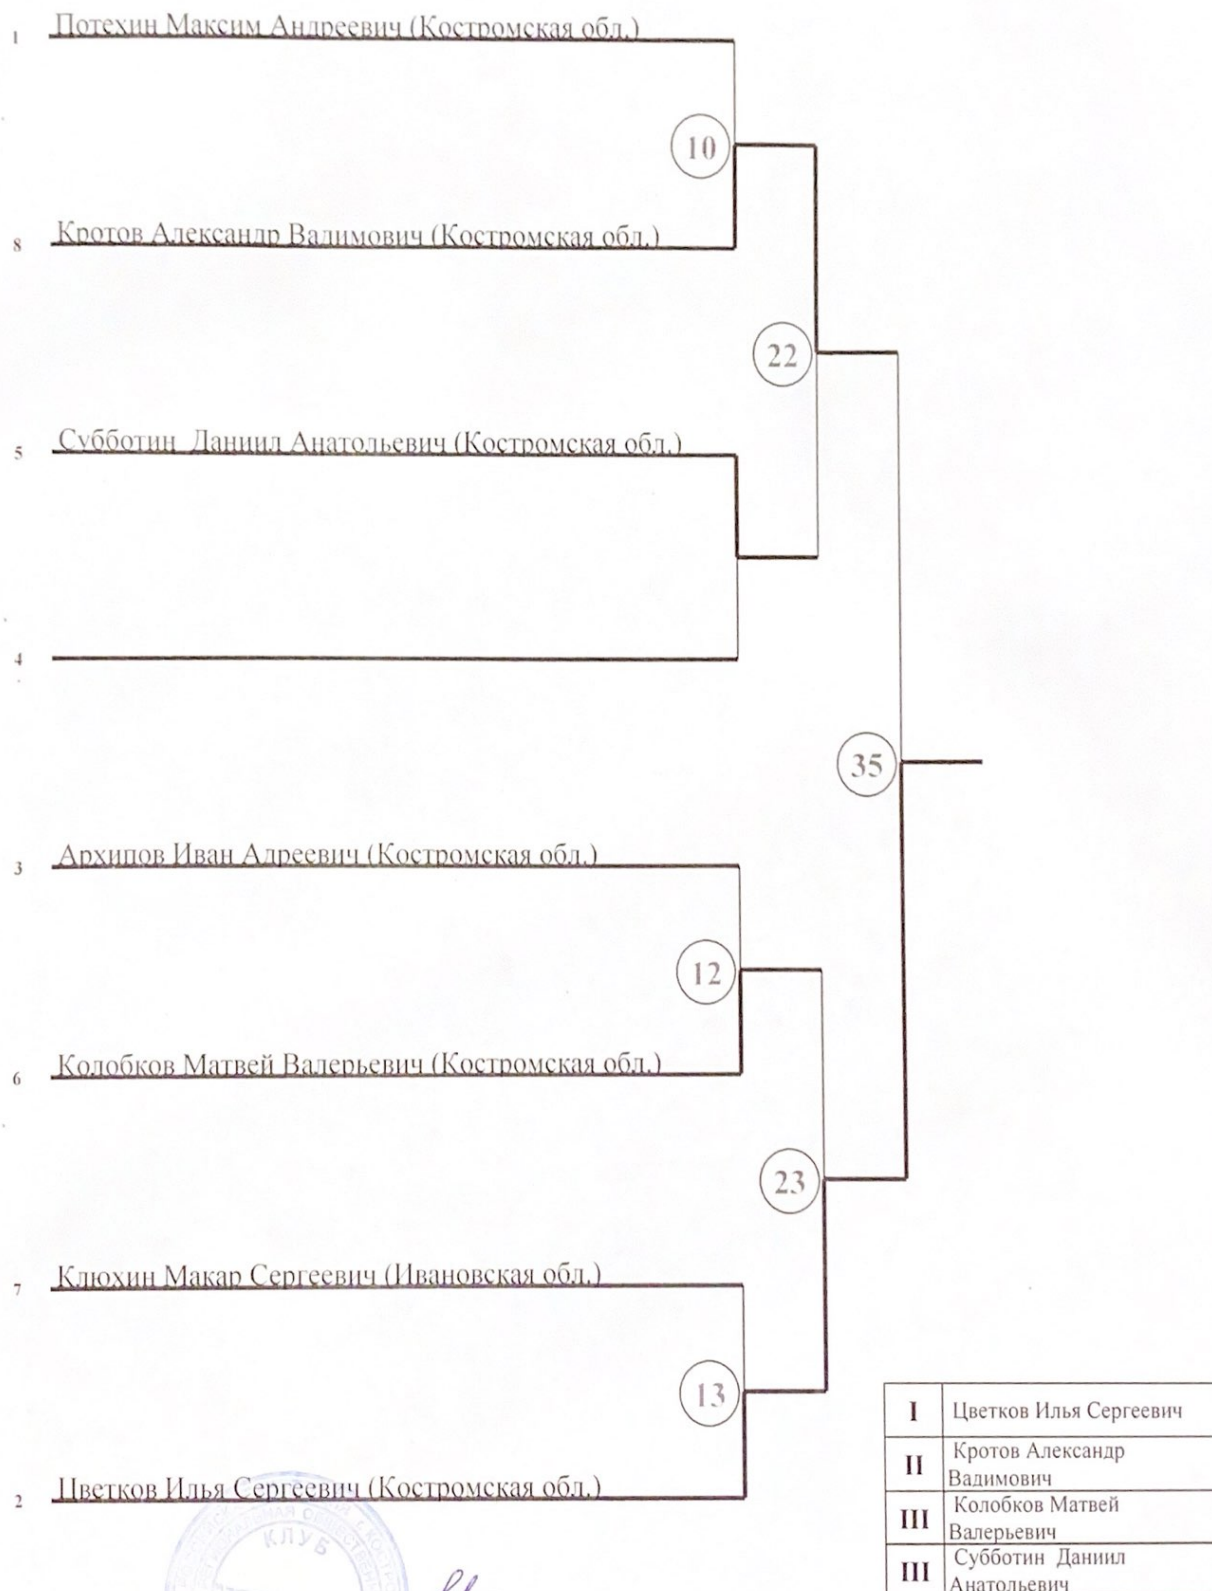 1 Потехин Максим Андреевич (Костромская обл.)
10
8 Кротов Александр Вадимович (Костромская обл.)
22
5 Субботин Даниил Анатольевич (Костромская обл.)
4
35
3 Архипов Иван Адреевич (Костромская обл.)
12
6 Колобков Матвей Валерьевич (Костромская обл.)
23
7 Клюхин Макар Сергеевич (Ивановская обл.)
13
2 Цветков Илья Сергеевич (Костромская обл.)
I Цветков Илья Сергеевич
II Кротов Александр
Вадимович
III Колобков Матвей
Валерьевич
III Субботин Даниил
Анатольевич
КЛУБ